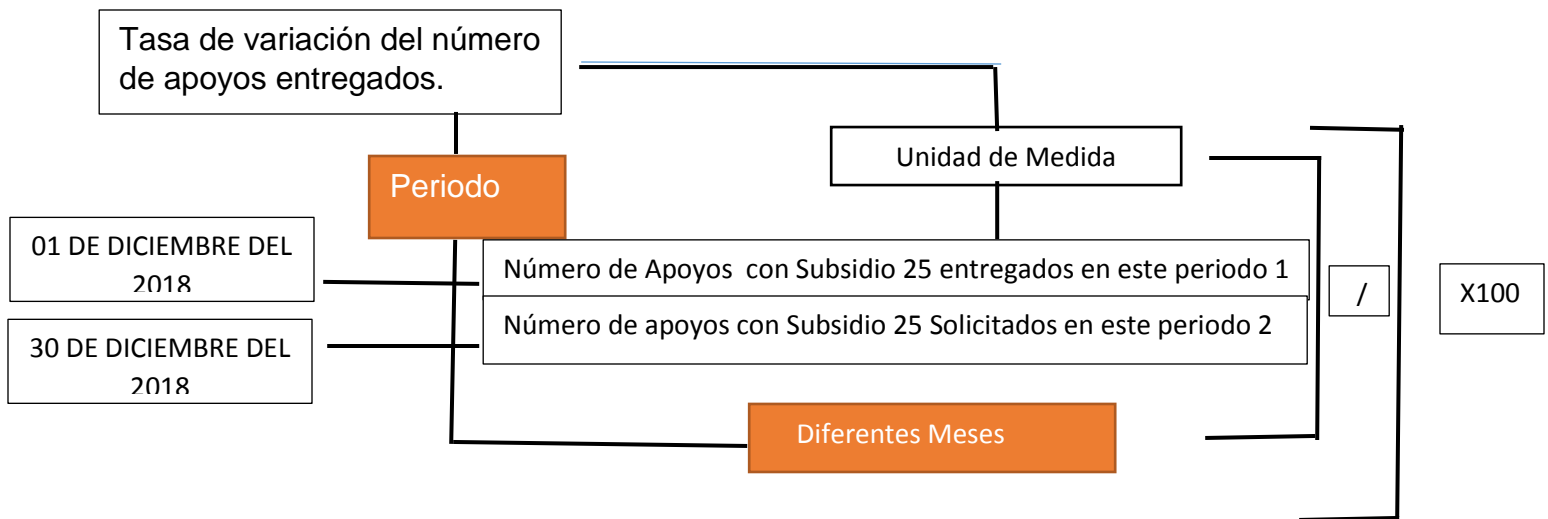 Tasa de variación del número
de apoyos entregados.
Unidad de Medida
Periodo
01 DE DICIEMBRE DEL
2018
Número de Apoyos con Subsidio 25 entregados en este periodo 1
/
X100
Número de apoyos con Subsidio 25 Solicitados en este periodo 2
30 DE DICIEMBRE DEL
2018
Diferentes Meses